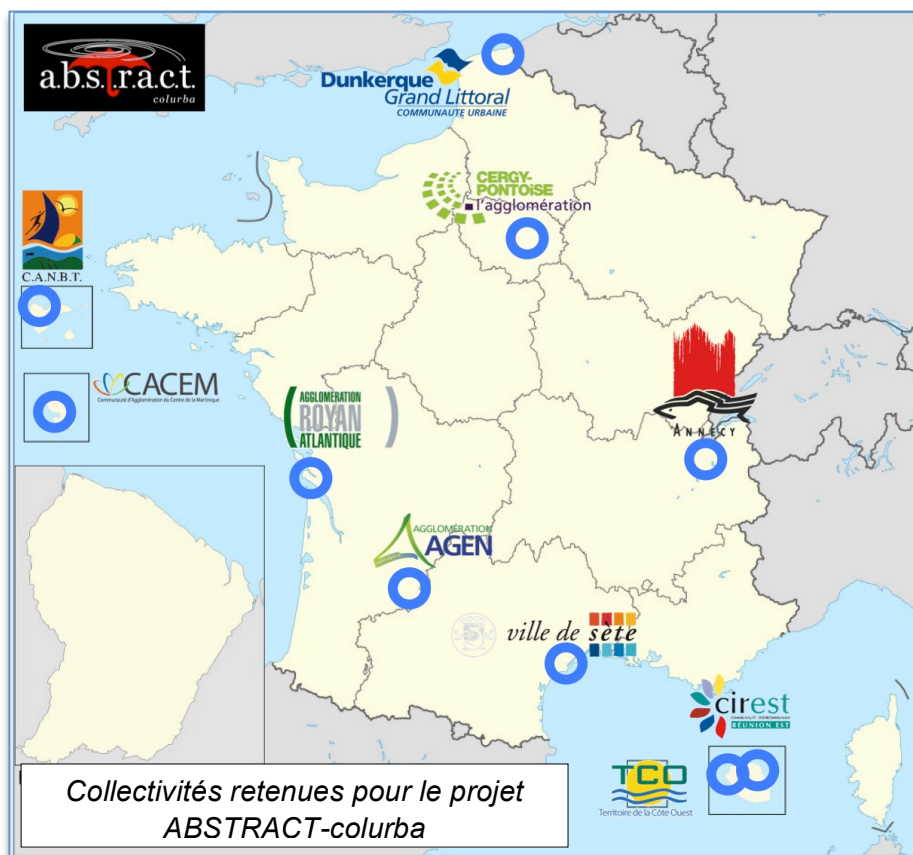 a.b.s.t.r.a.c.t.
colurba
Dunkerque
Grand Littoral
COMMUNAUTE URBAINE
CERGY-
PONTOISE
l'agglomération
C.A.N.B.T.
CACEM
Communauté d'Agglomération du Centre de la Martinique
AGGLOMÉRATION
ROYAN
ATLANTIQUE
ANNECY
AGGLOMÉRATION
AGEN
ville de sète
cirest
COMMUNAUTÉ INTERCOMMUNALE
RÉUNION EST
TCO
Territoire de la Côte Ouest
Collectivités retenues pour le projet
ABSTRACT-colurba